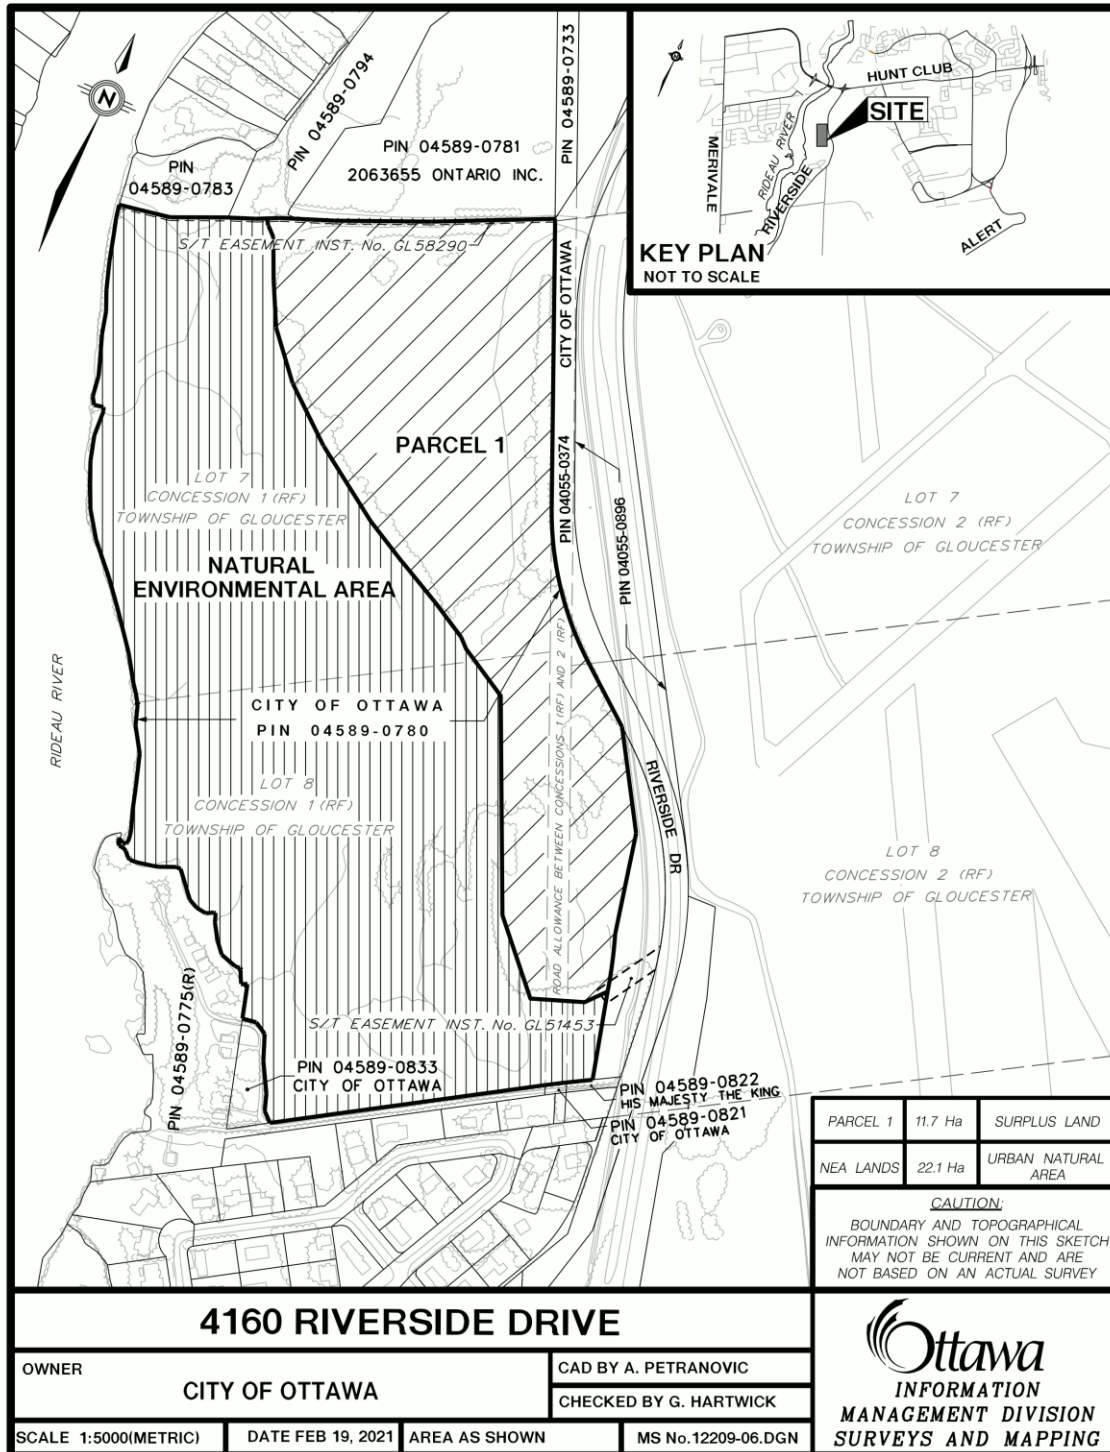 PIN 04589-0794
PIN 04589-0733
PIN
04589-0783
PIN 04589-0781
2063655 ONTARIO INC.
N
HUNT CLUB
SITE
MERIVALE
RIDEAU RIVER
RIVERSIDE
ALERT
KEY PLAN
NOT TO SCALE
S/T EASEMENT INST. No. GL58290
CITY OF OTTAWA
PARCEL 1
PIN 04055-0374
PIN 04055-0896
LOT 7
CONCESSION 1 (RF)
TOWNSHIP OF GLOUCESTER
LOT 7
CONCESSION 2 (RF)
TOWNSHIP OF GLOUCESTER
NATURAL
ENVIRONMENTAL AREA
RIDEAU RIVER
CITY OF OTTAWA
PIN 04589-0780
ROAD ALLOWANCE BETWEEN CONCESSIONS 1 (RF) AND 2 (RF)
RIVERSIDE DR
LOT 8
CONCESSION 1 (RF)
TOWNSHIP OF GLOUCESTER
LOT 8
CONCESSION 2 (RF)
TOWNSHIP OF GLOUCESTER
PIN 04589-0775(R)
S/T EASEMENT INST. No. GL51453
PIN 04589-0833
CITY OF OTTAWA
PIN 04589-0822
HIS MAJESTY THE KING
PIN 04589-0821
CITY OF OTTAWA
PARCEL 1 11.7 Ha SURPLUS LAND
NEA LANDS 22.1 Ha URBAN NATURAL
AREA
CAUTION:
BOUNDARY AND TOPOGRAPHICAL
INFORMATION SHOWN ON THIS SKETCH
MAY NOT BE CURRENT AND ARE
NOT BASED ON AN ACTUAL SURVEY
4160 RIVERSIDE DRIVE
OWNER
CITY OF OTTAWA
CAD BY A. PETRANOVIC
CHECKED BY G. HARTWICK
SCALE 1:5000(METRIC)
DATE FEB 19, 2021
AREA AS SHOWN
MS No.12209-06.DGN
Ottawa
INFORMATION
MANAGEMENT DIVISION
SURVEYS AND MAPPING